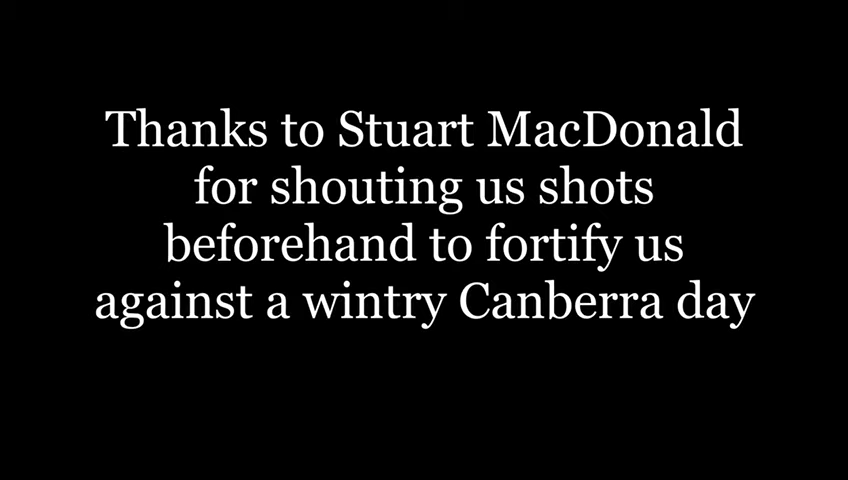 Thanks to Stuart MacDonald
for shouting us shots
beforehand to fortify us
against a wintry Canberra day